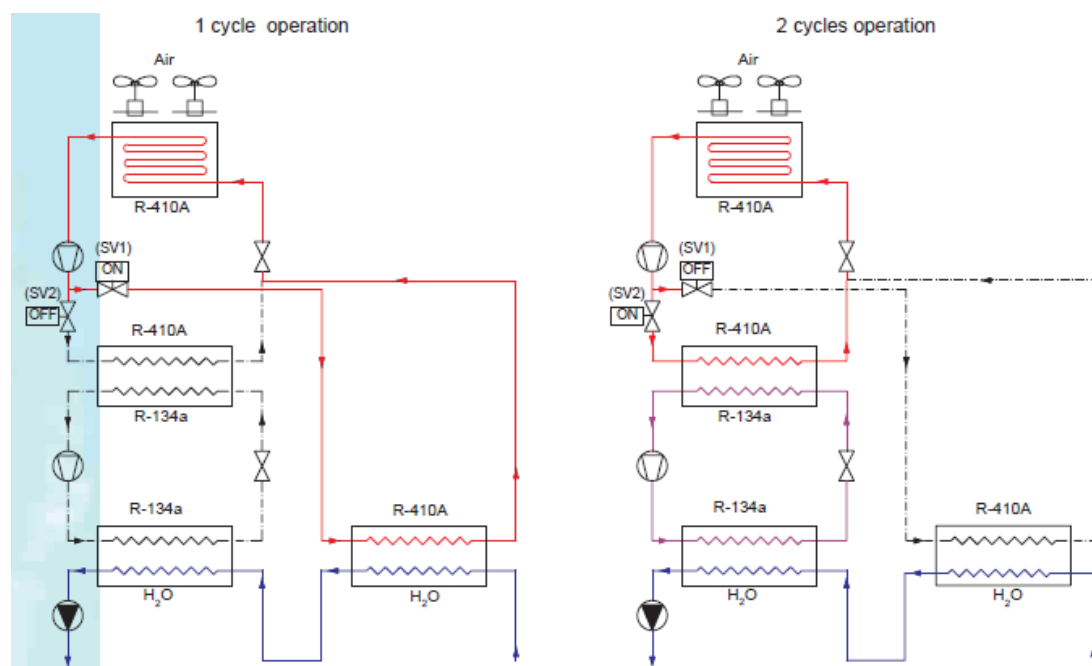 1 cycle operation
Air
R-410A
(SV1)
ON
(SV2)
OFF
R-410A
R-134a
R-134a
H₂O
R-410A
H₂O
2 cycles operation
Air
R-410A
(SV1)
OFF
(SV2)
ON
R-410A
R-134a
R-134a
H₂O
R-410A
H₂O